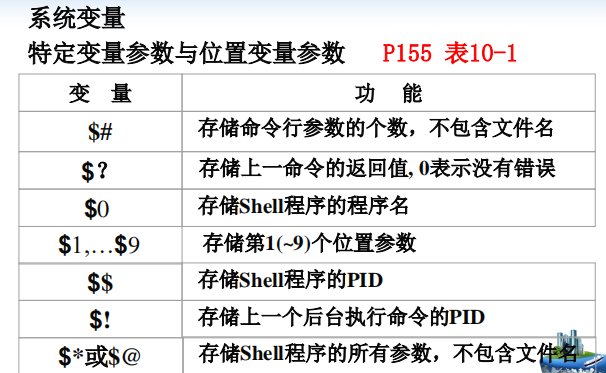 系统变量
特定变量参数与位置变量参数 P155 表10-1
变 量 功 能
$# 存储命令行参数的个数，不包含文件名
$? 存储上一命令的返回值, 0表示没有错误
$0 存储Shell程序的程序名
$1,…$9 存储第1(~9)个位置参数
$$ 存储Shell程序的PID
$! 存储上一个后台执行命令的PID
$*或$@ 存储Shell程序的所有参数，不包含文件名